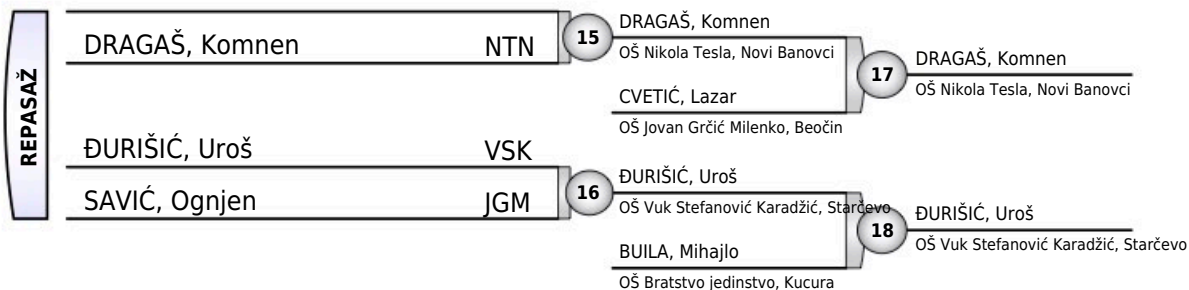 REPASAŽ
DRAGAŠ, Komnen NTN
ĐURIŠIĆ, Uroš VSK
SAVIĆ, Ognjen JGM
15
DRAGAŠ, Komnen
OŠ Nikola Tesla, Novi Banovci
CVETIĆ, Lazar
OŠ Jovan Grčić Milenko, Beočin
16
ĐURIŠIĆ, Uroš
OŠ Vuk Stefanović Karadžić, Starčevo
BUILA, Mihajlo
OŠ Bratstvo jedinstvo, Kucura
17
DRAGAŠ, Komnen
OŠ Nikola Tesla, Novi Banovci
18
ĐURIŠIĆ, Uroš
OŠ Vuk Stefanović Karadžić, Starčevo